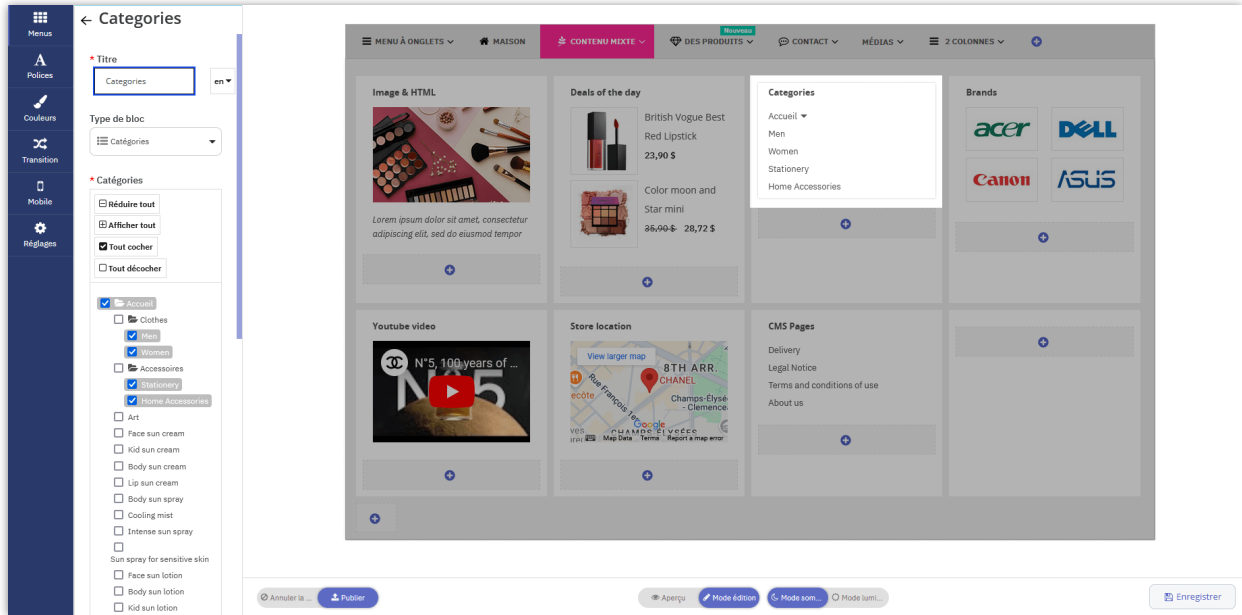 Menus
Polices
Couleurs
Transition
Mobile
Réglages
← Categories
* Titre
Categories
en
Type de bloc
Catégories
* Catégories
Réduire tout
Afficher tout
Tout cocher
Tout décocher
Accueil
Clothes
Men
Women
Accessoires
Stationery
Home Accessories
Art
Face sun cream
Kid sun cream
Body sun cream
Lip sun cream
Body sun spray
Cooling mist
Intense sun spray
Sun spray for sensitive skin
Face sun lotion
Body sun lotion
Kid sun lotion
Nouveau
MENU À ONGLETS
MAISON
CONTENU MIXTE
DES PRODUITS
CONTACT
MÉDIAS
2 COLONNES
Image & HTML
Lorem ipsum dolor sit amet, consectetur
adipiscing elit, sed do eiusmod tempor
Deals of the day
British Vogue Best
Red Lipstick
23,90 $
Color moon and
Star mini
35,90 $ 28,72 $
Categories
Accueil
Men
Women
Stationery
Home Accessories
Brands
acer
DELL
Canon
ASUS
Youtube video
N°5, 100 years of ...
N°5
Store location
View larger map
8TH ARR.
CHANEL
Rue François 1er
Champs-Élysé
- Clemence
CHAMPS-ÉLYSÉES
Google
Map Data Terms Report a map error
CMS Pages
Delivery
Legal Notice
Terms and conditions of use
About us
Annuler la ...
Publier
Aperçu
Mode édition
Mode som...
Mode lumi...
Enregistrer